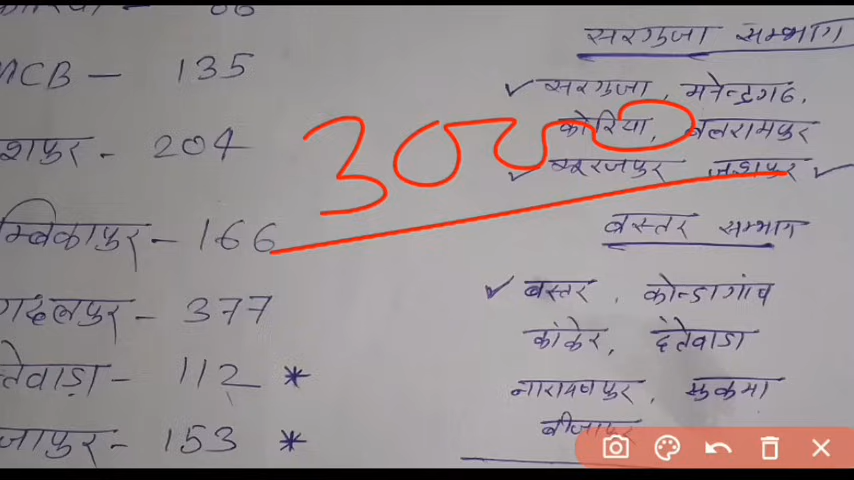 MCB – 135
शपुर - 204
म्बिकापुर – 166
गदलपुर – 377
तेवाड़ा – 112 *
जापुर – 153 *
3000
सरगुजा सम्भाग
✓ सरगुजा, मनेन्द्रगढ,
कोरिया, बलरामपुर
✓ सूरजपुर जशपुर ✓
बस्तर सम्भाग
✓ बस्तर, कोन्डागांव
कांकेर, दंतेवाडा
नारायणपुर, सुकमा
बीजापुर